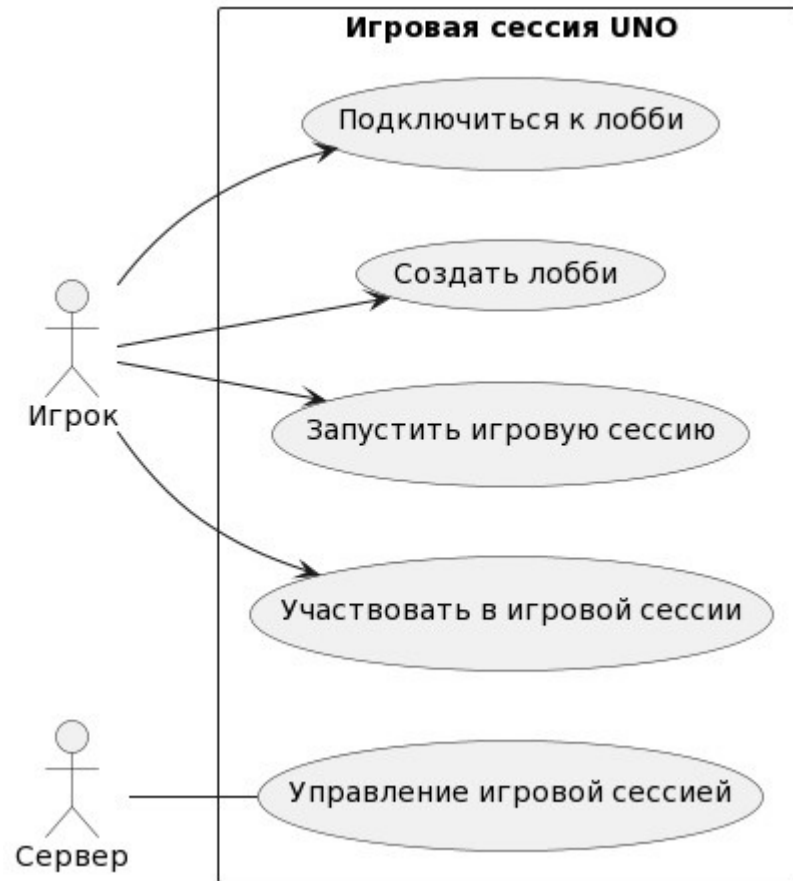 Игровая сессия UNO
Подключиться к лобби
Создать лобби
Запустить игровую сессию
Игрок
Участвовать в игровой сессии
Управление игровой сессией
Сервер